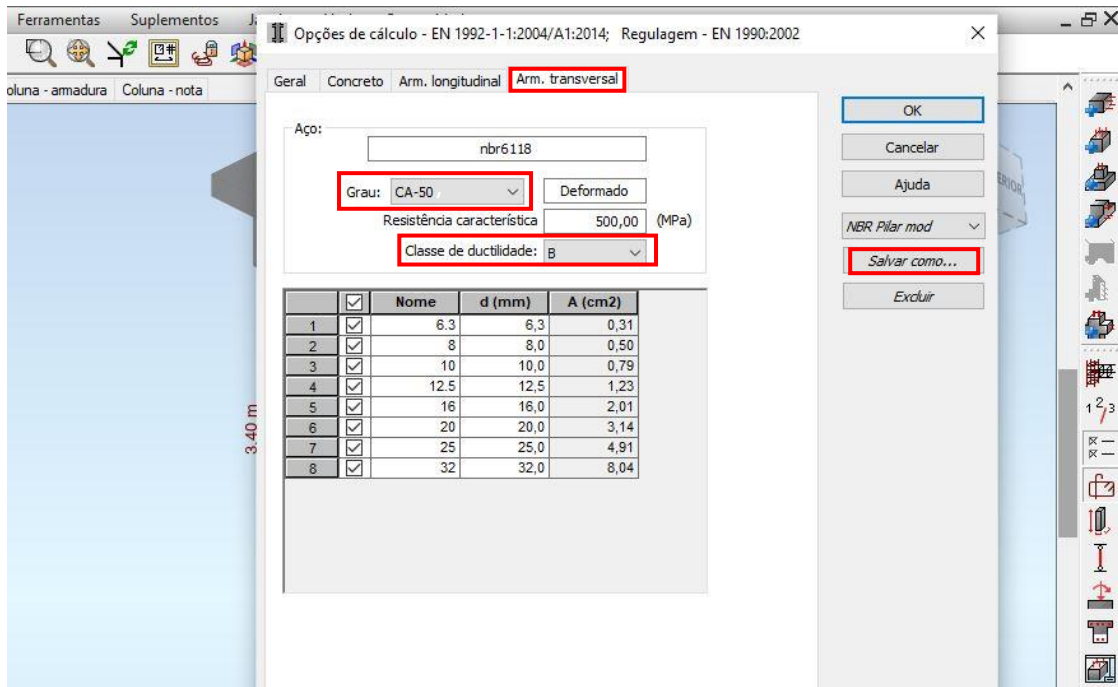 Ferramentas Suplementos
Opções de cálculo - EN 1992-1-1:2004/A1:2014; Regulagem - EN 1990:2002
oluna - armadura Coluna - nota
Geral Concreto Arm. longitudinal Arm. transversal
OK
Aço:
nbr6118
Cancelar
Grau: CA-50 Deformado
Ajuda
Resistência característica 500,00 (MPa)
NBR Pilar mod
Classe de ductilidade: B
Salvar como...
Excluir
Nome d (mm) A (cm2)
1 6.3 6,3 0,31
2 8 8,0 0,50
3 10 10,0 0,79
4 12.5 12,5 1,23
5 16 16,0 2,01
6 20 20,0 3,14
7 25 25,0 4,91
8 32 32,0 8,04
3.40 m
1 2/3